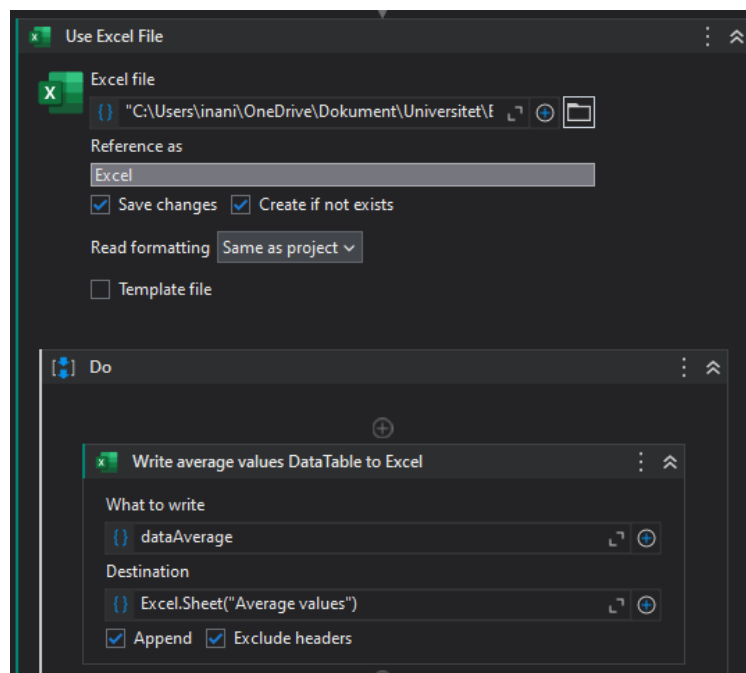 Use Excel File
Excel file
"C:\Users\inani\OneDrive\Dokument\Universitet\E
Reference as
Excel
Save changes Create if not exists
Read formatting Same as project
Template file
Do
Write average values DataTable to Excel
What to write
{} dataAverage
Destination
{} Excel.Sheet("Average values")
Append Exclude headers